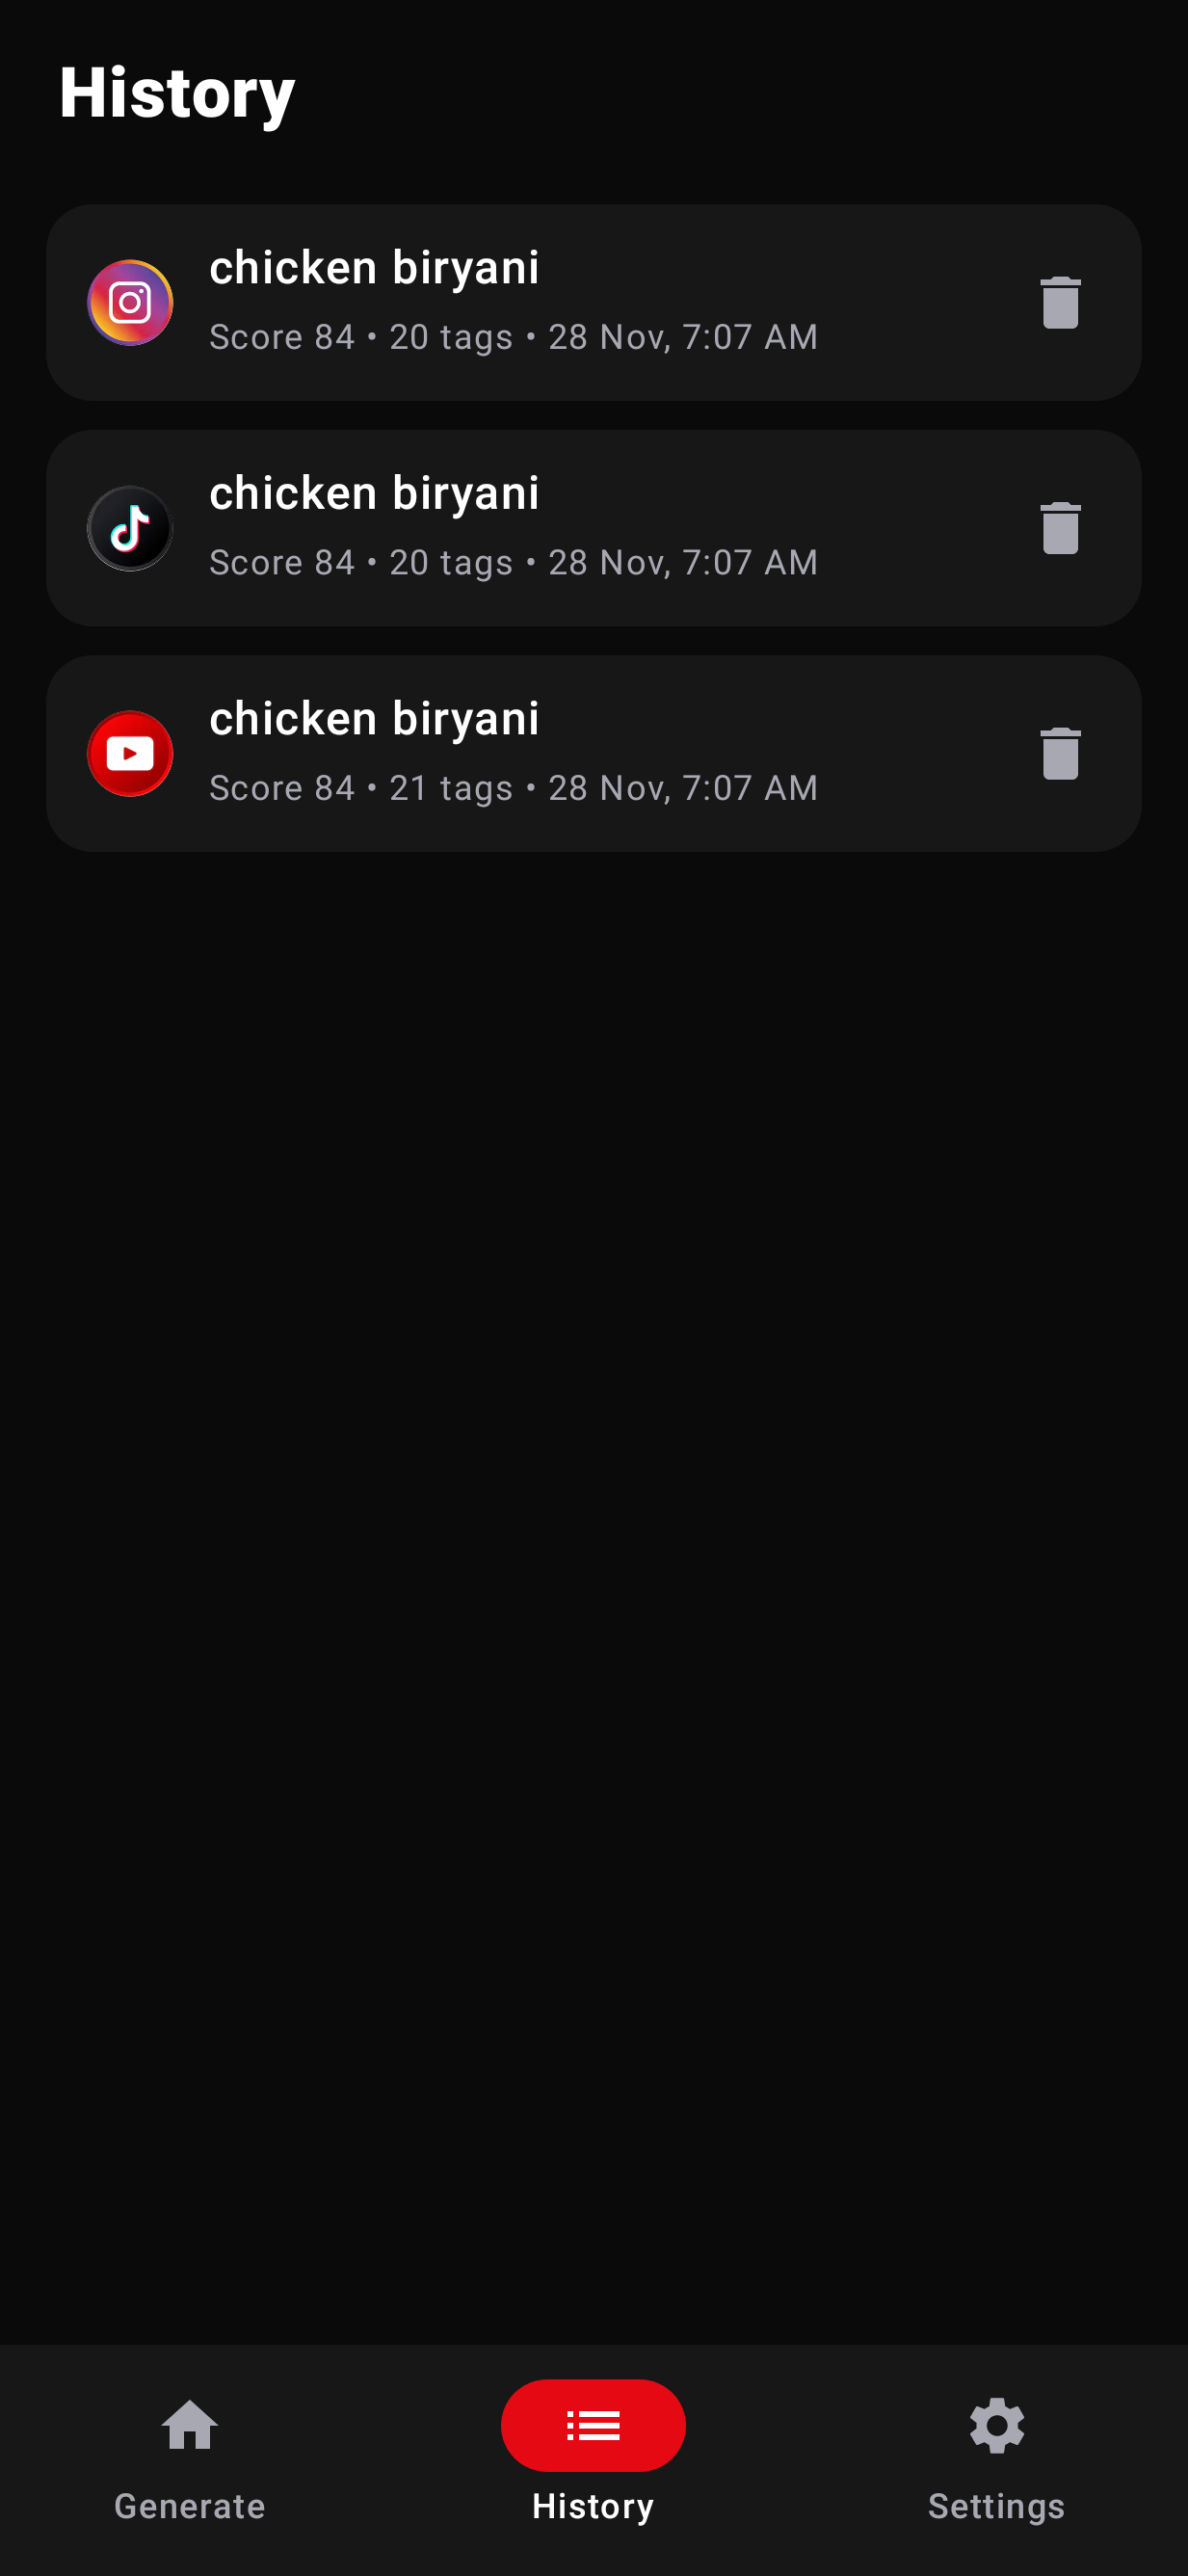 History
chicken biryani
Score 84 • 20 tags • 28 Nov, 7:07 AM
chicken biryani
Score 84 • 20 tags • 28 Nov, 7:07 AM
chicken biryani
Score 84 • 21 tags • 28 Nov, 7:07 AM
Generate
History
Settings